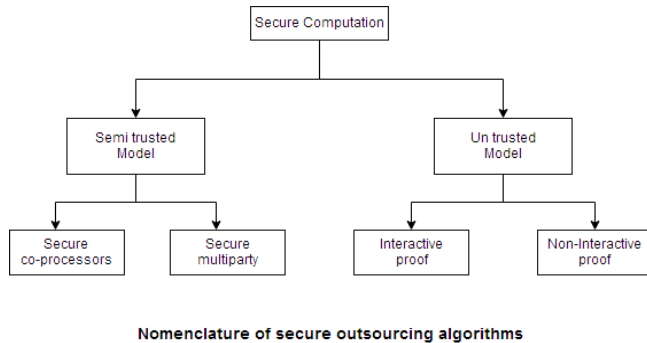 Secure Computation
Semi trusted
Model
Un trusted
Model
Secure
co-processors
Secure
multiparty
Interactive
proof
Non-Interactive
proof
Nomenclature of secure outsourcing algorithms